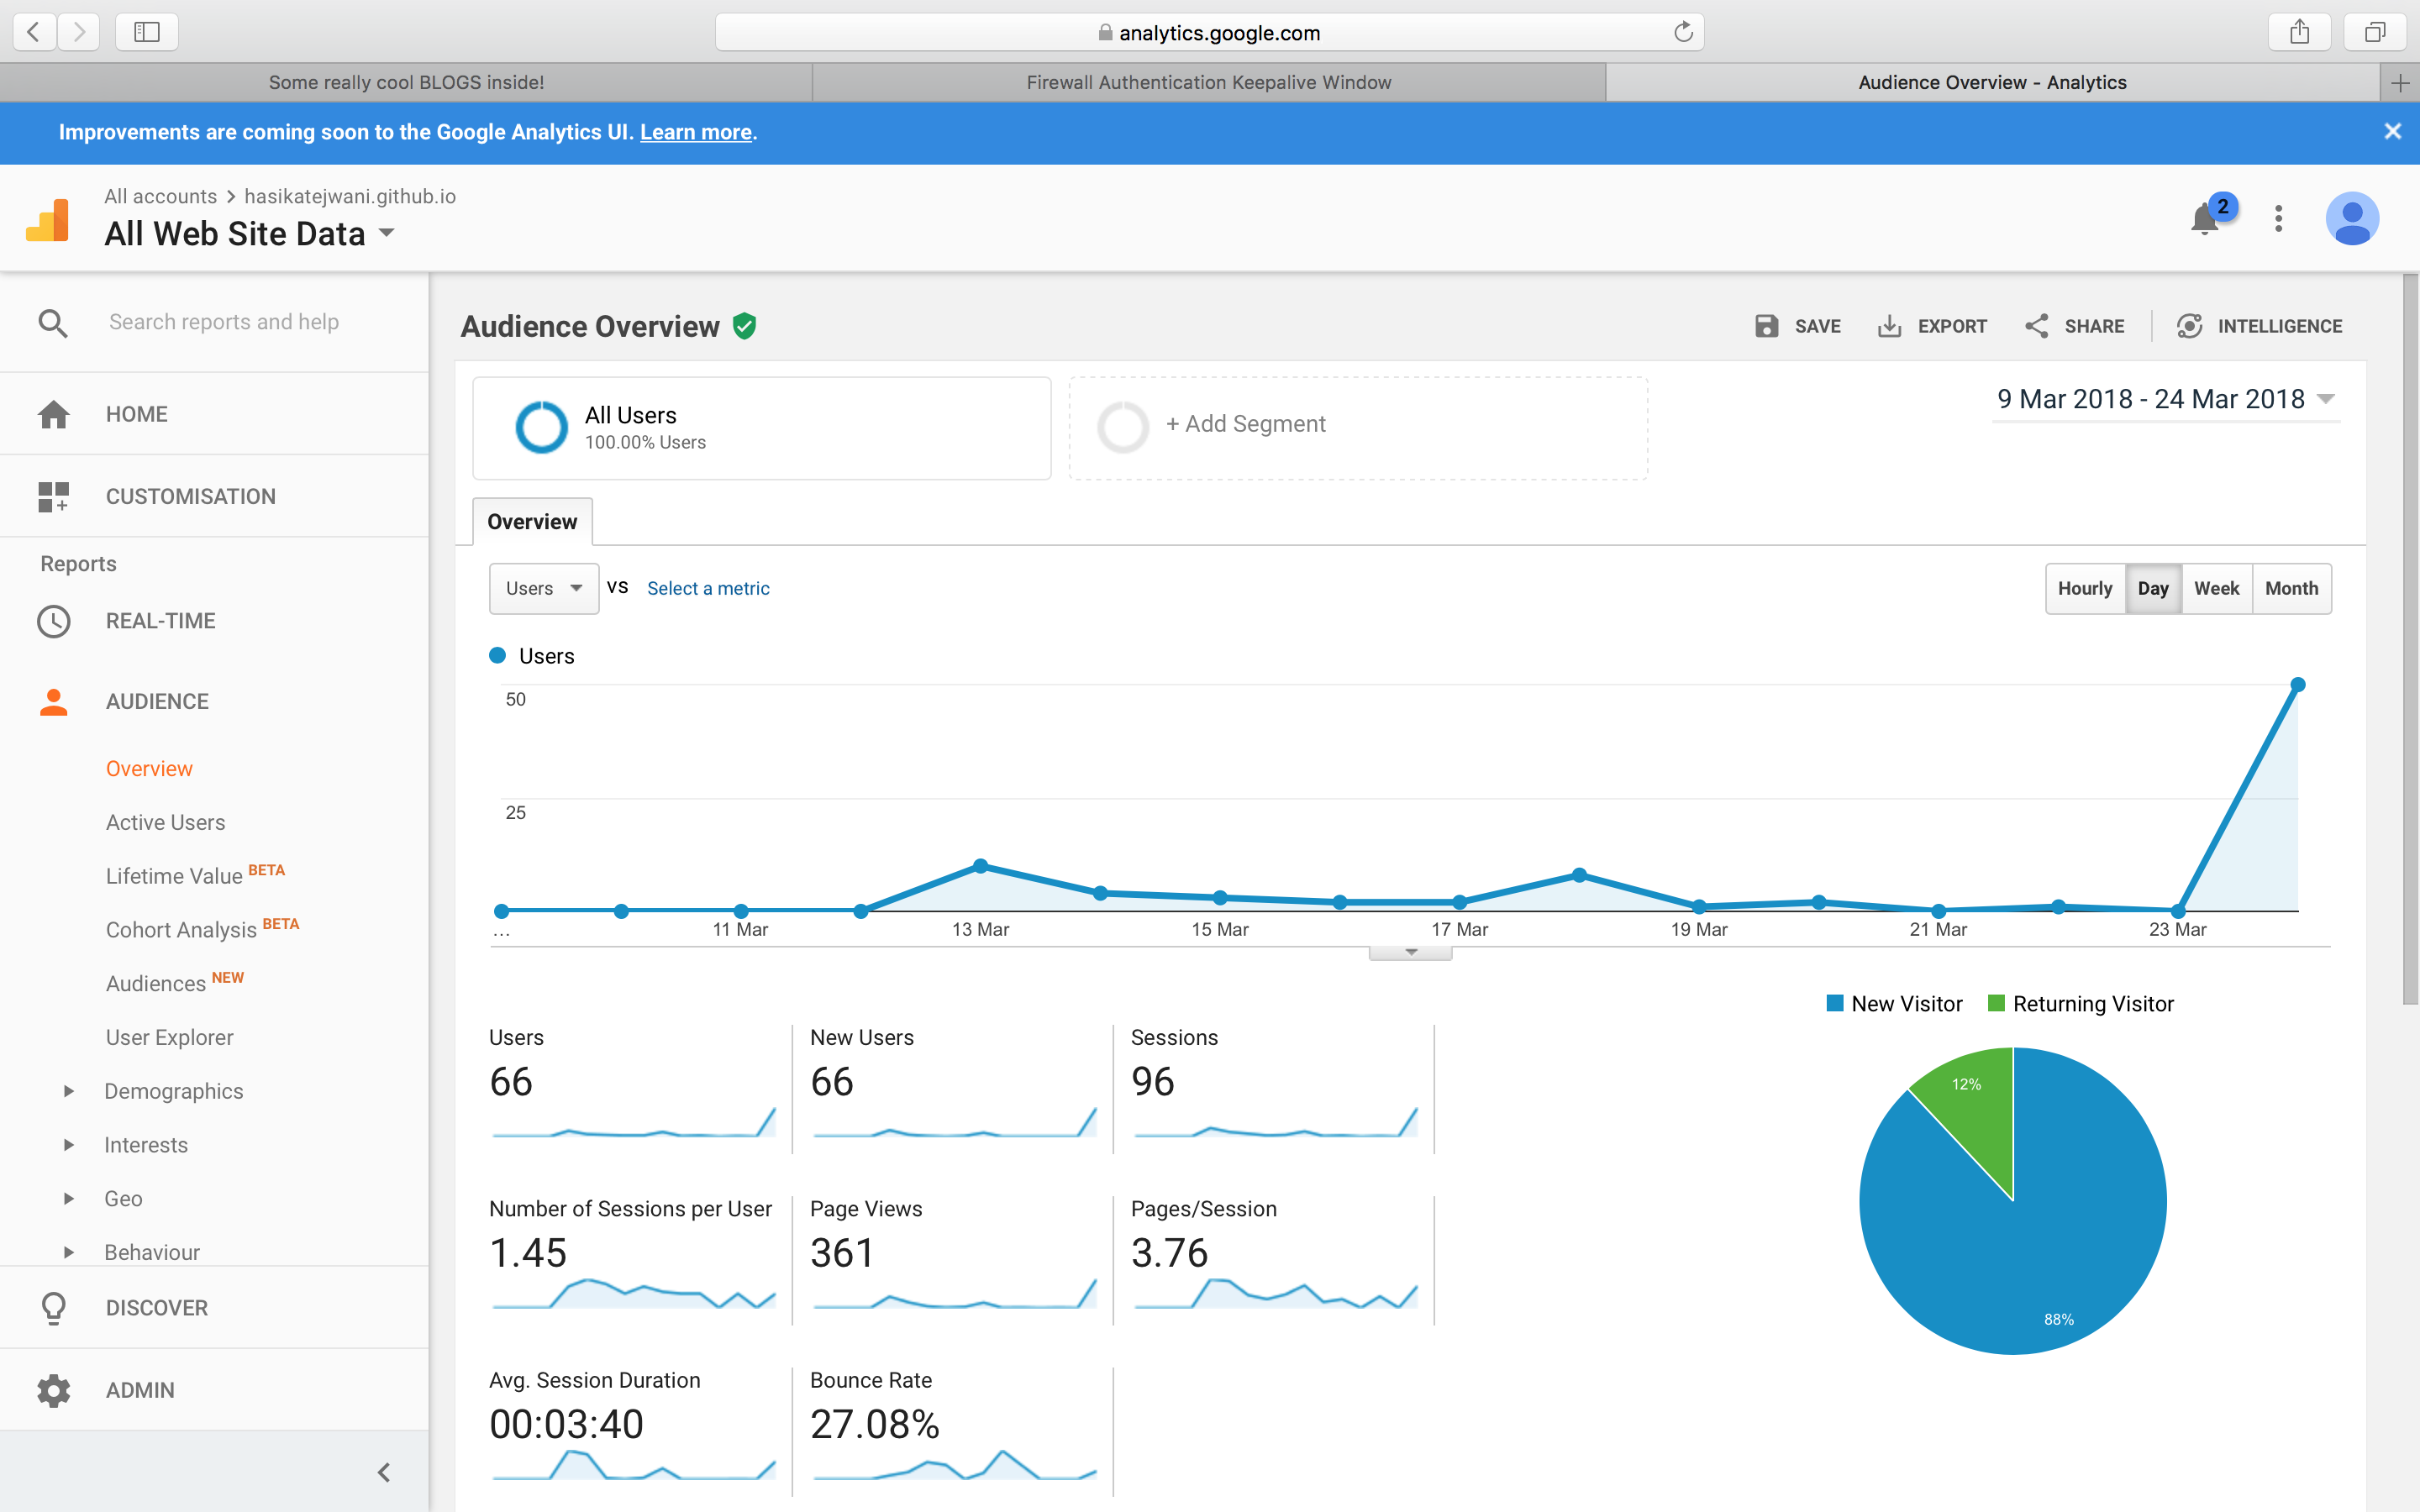 analytics.google.com
Some really cool BLOGS inside!
Firewall Authentication Keepalive Window
Audience Overview - Analytics
Improvements are coming soon to the Google Analytics UI. Learn more.
All accounts > hasikatejwani.github.io
All Web Site Data
2
Search reports and help
HOME
CUSTOMISATION
Reports
REAL-TIME
AUDIENCE
Overview
Active Users
Lifetime Value BETA
Cohort Analysis BETA
Audiences NEW
User Explorer
Demographics
Interests
Geo
Behaviour
DISCOVER
ADMIN
Audience Overview
SAVE
EXPORT
SHARE
INTELLIGENCE
All Users
100.00% Users
+ Add Segment
9 Mar 2018 - 24 Mar 2018
Overview
Users VS Select a metric
Hourly Day Week Month
Users
50
25
... 11 Mar 13 Mar 15 Mar 17 Mar 19 Mar 21 Mar 23 Mar
New Visitor Returning Visitor
12%
88%
Users
66
New Users
66
Sessions
96
Number of Sessions per User
1.45
Page Views
361
Pages/Session
3.76
Avg. Session Duration
00:03:40
Bounce Rate
27.08%